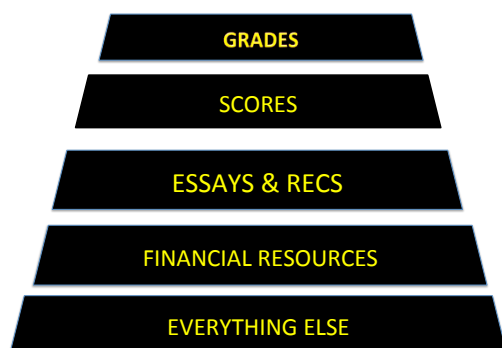 GRADES
SCORES
ESSAYS & RECS
FINANCIAL RESOURCES
EVERYTHING ELSE